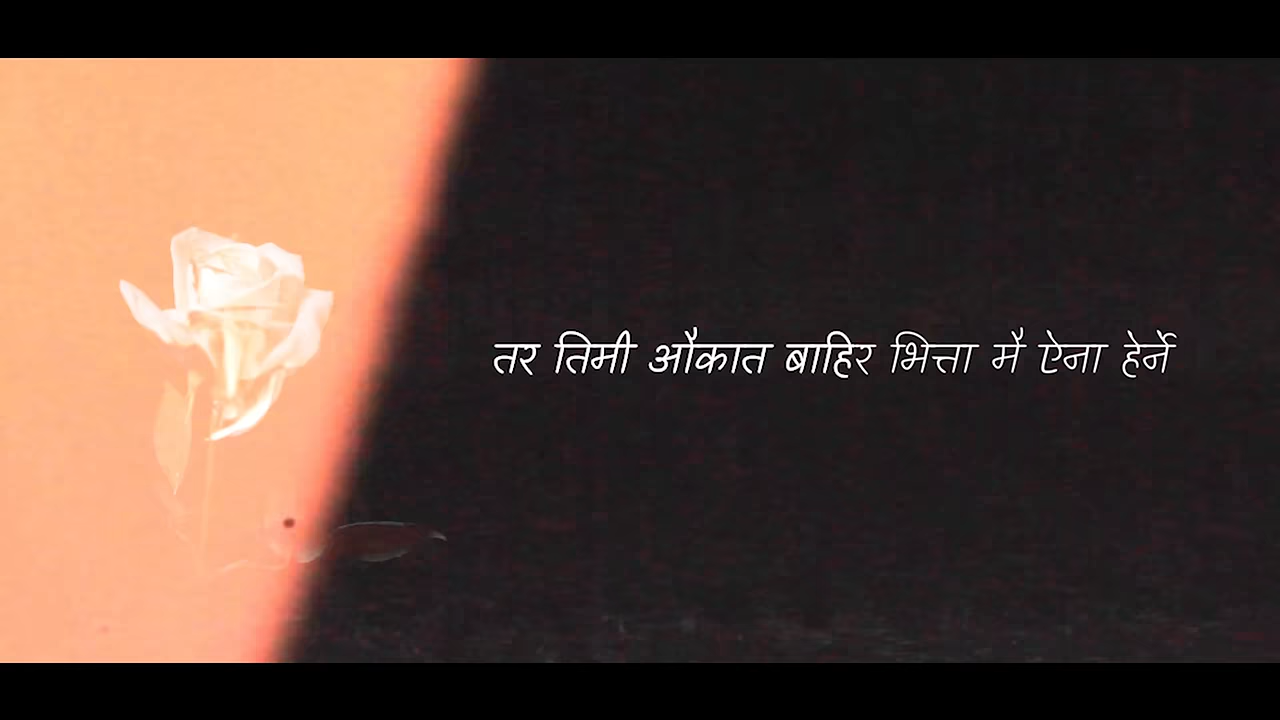 तर तिमी औकात बाहिर भित्ता मै ऐना हेर्ने